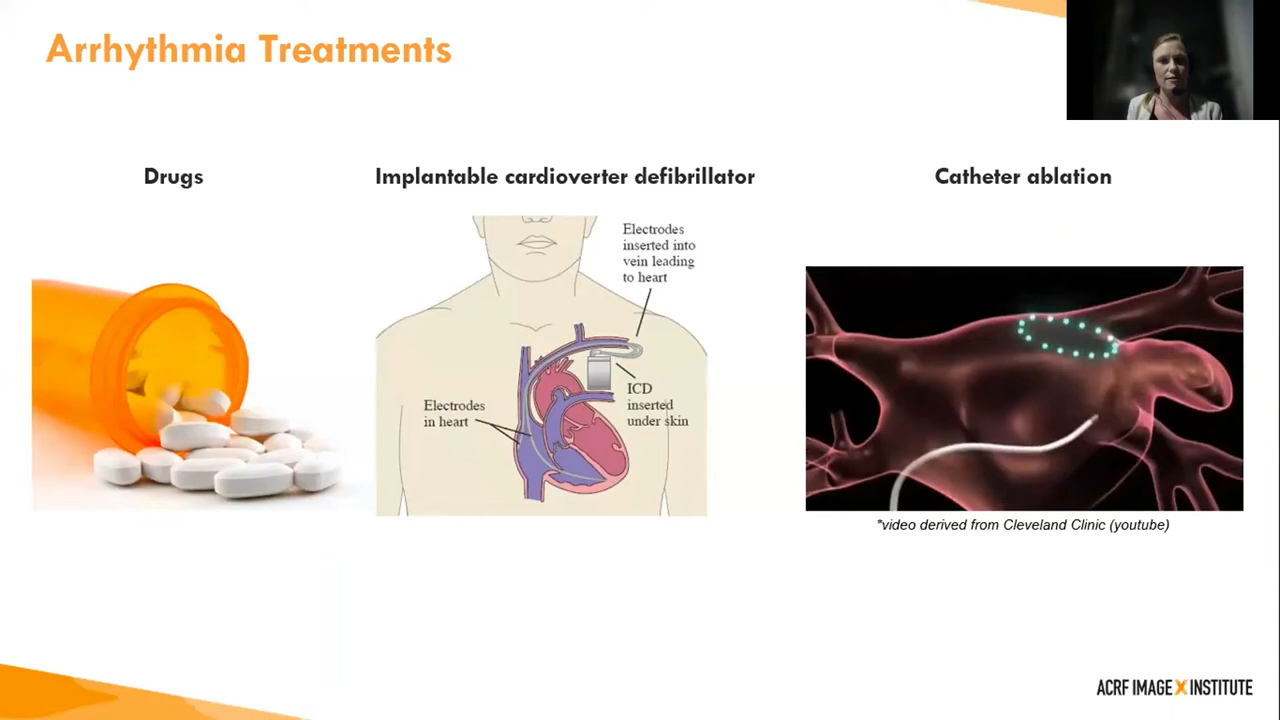 Arrhythmia Treatments
Drugs
Implantable cardioverter defibrillator
Catheter ablation
Electrodes
inserted into
vein leading
to heart
ICD
inserted
under skin
Electrodes
in heart
*video derived from Cleveland Clinic (youtube)
ACRF IMAGE X INSTITUTE